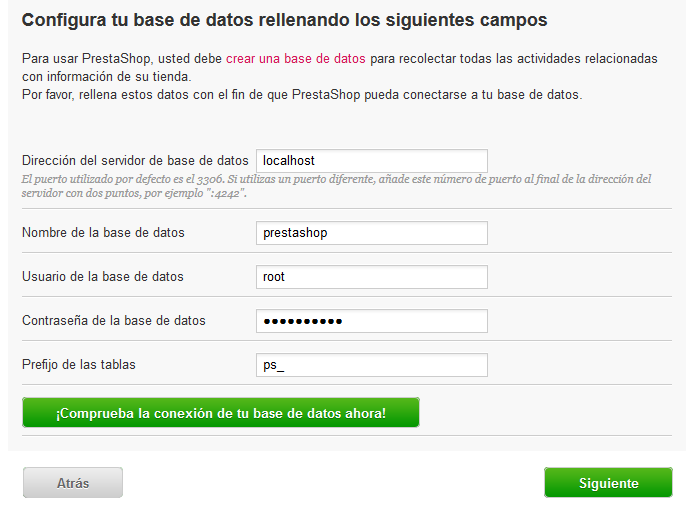 Configura tu base de datos rellenando los siguientes campos
Para usar PrestaShop, usted debe crear una base de datos para recolectar todas las actividades relacionadas
con información de su tienda.
Por favor, rellena estos datos con el fin de que PrestaShop pueda conectarse a tu base de datos.
Dirección del servidor de base de datos localhost
El puerto utilizado por defecto es el 3306. Si utilizas un puerto diferente, añade este número de puerto al final de la dirección del
servidor con dos puntos, por ejemplo ":4242".
Nombre de la base de datos prestashop
Usuario de la base de datos root
Contraseña de la base de datos ●●●●●●●●●●
Prefijo de las tablas ps_
¡Comprueba la conexión de tu base de datos ahora!
Atrás Siguiente